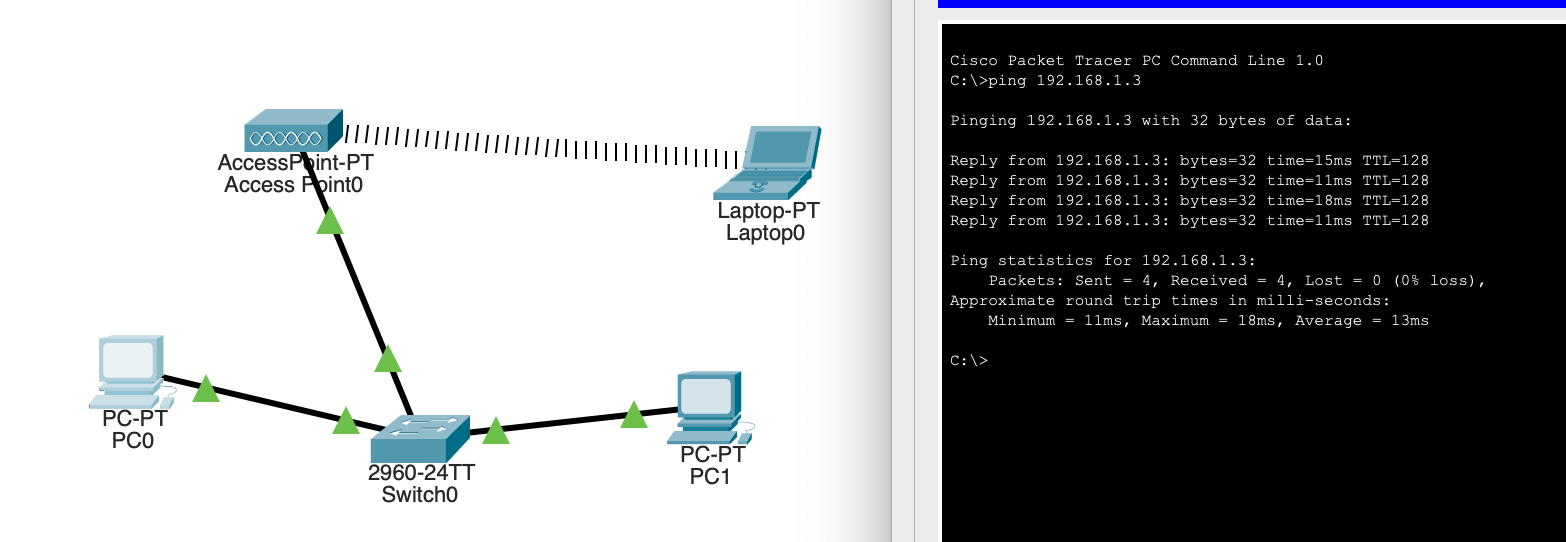 AccessPoint-PT
Access Point0
Laptop-PT
Laptop0
PC-PT
PC0
2960-24TT
Switch0
PC-PT
PC1
Cisco Packet Tracer PC Command Line 1.0
C:\>ping 192.168.1.3
Pinging 192.168.1.3 with 32 bytes of data:
Reply from 192.168.1.3: bytes=32 time=15ms TTL=128
Reply from 192.168.1.3: bytes=32 time=11ms TTL=128
Reply from 192.168.1.3: bytes=32 time=18ms TTL=128
Reply from 192.168.1.3: bytes=32 time=11ms TTL=128
Ping statistics for 192.168.1.3:
Packets: Sent = 4, Received = 4, Lost = 0 (0% loss),
Approximate round trip times in milli-seconds:
Minimum = 11ms, Maximum = 18ms, Average = 13ms
C:\>